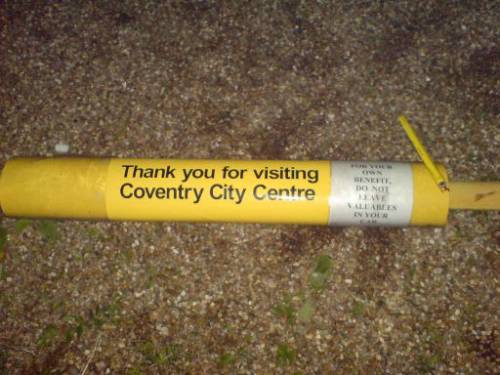 Thank you for visiting
Coventry City Centre
FOR YOUR
OWN
BENEFIT,
DO NOT
LEAVE
VALUABLES
IN YOUR
CAR